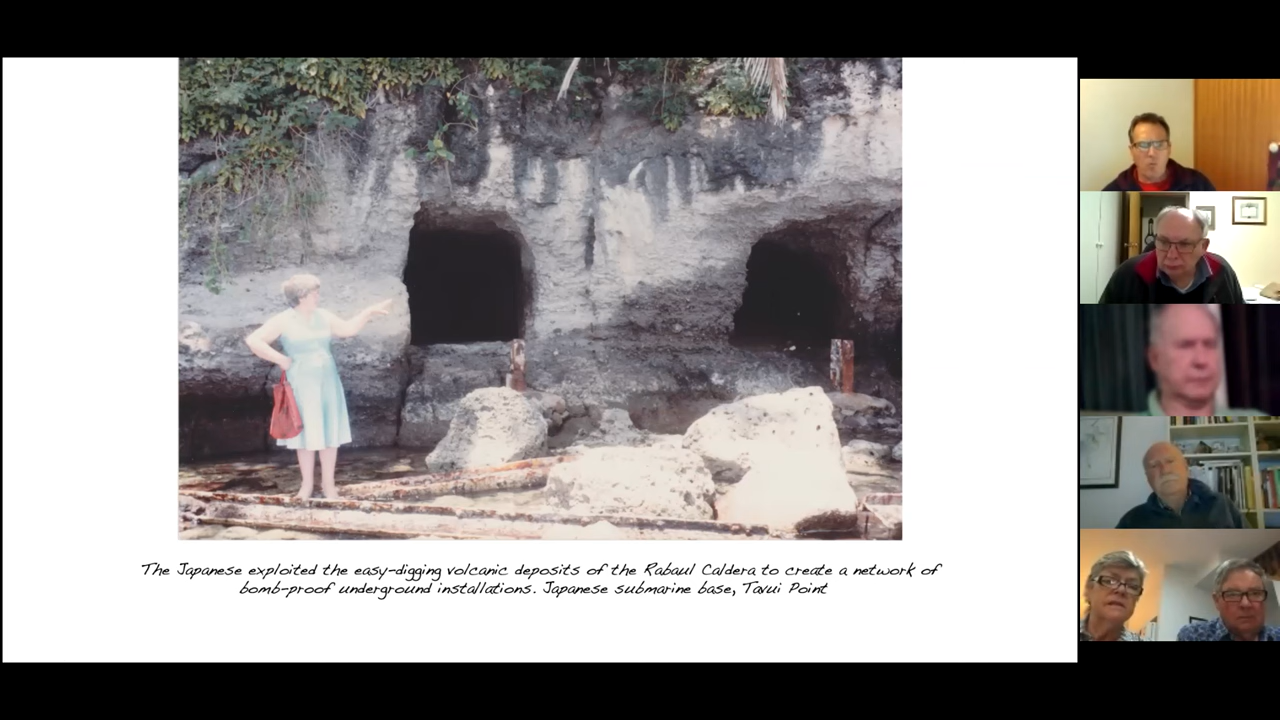 The Japanese exploited the easy-digging volcanic deposits of the Rabaul Caldera to create a network of
bomb-proof underground installations. Japanese submarine base, Tavui Point